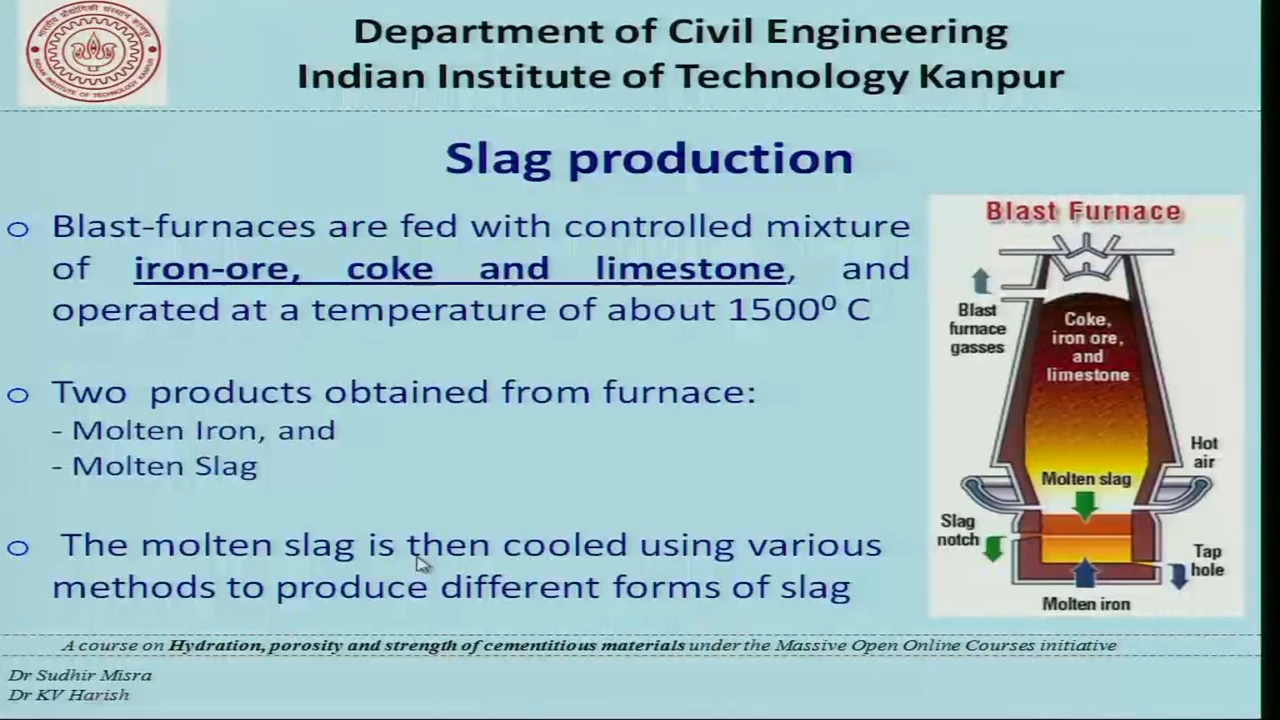 Department of Civil Engineering
Indian Institute of Technology Kanpur
Slag production
o Blast-furnaces are fed with controlled mixture
of iron-ore, coke and limestone, and
operated at a temperature of about 1500⁰ C
o Two products obtained from furnace:
- Molten Iron, and
- Molten Slag
o The molten slag is then cooled using various
methods to produce different forms of slag
Blast Furnace
Blast
furnace
gasses
Coke,
iron ore,
and
limestone
Hot
air
Molten slag
Slag
notch
Tap
hole
Molten iron
A course on Hydration, porosity and strength of cementitious materials under the Massive Open Online Courses initiative
Dr Sudhir Misra
Dr KV Harish